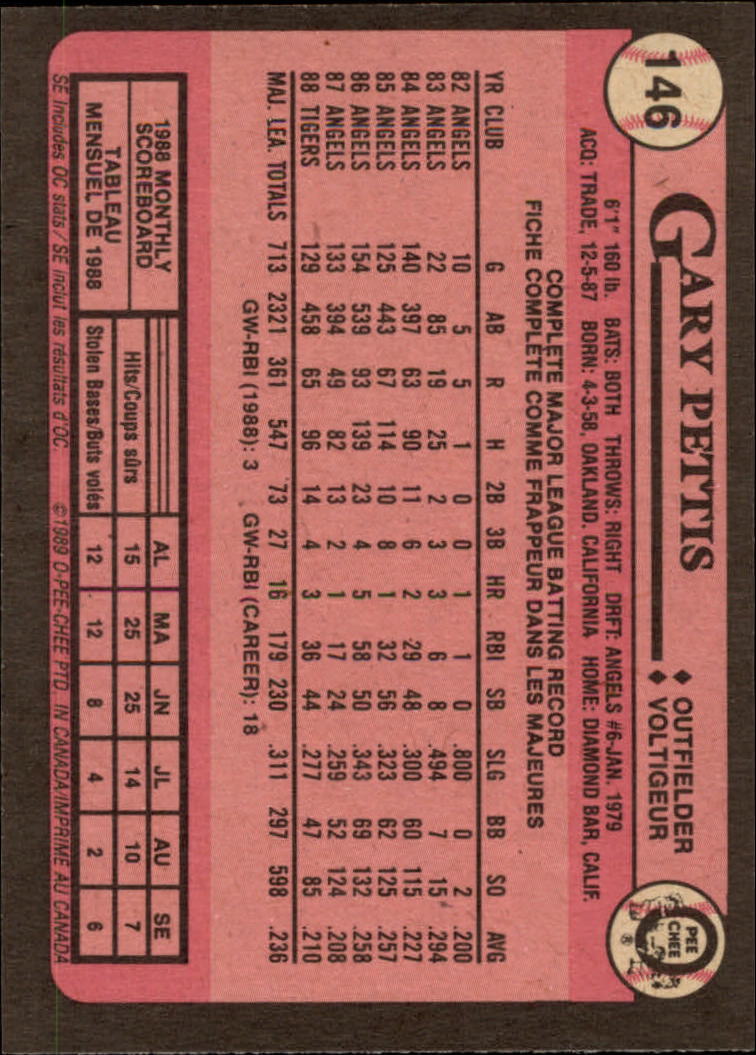 146
GARY PETTIS
♦ OUTFIELDER
♦ VOLTIGEUR
O PEE CHEE ®
6'1" 160 lb. BATS: BOTH THROWS: RIGHT DRFT: ANGELS #6-JAN. 1979
ACQ: TRADE, 12-5-87 BORN: 4-3-58, OAKLAND, CALIFORNIA HOME: DIAMOND BAR, CALIF.
COMPLETE MAJOR LEAGUE BATTING RECORD
FICHE COMPLÈTE COMME FRAPPEUR DANS LES MAJEURES
YR CLUB G AB R H 2B 3B HR RBI SB SLG BB SO AVG
82 ANGELS 10 5 5 1 0 0 1 1 0 .800 0 2 .200
83 ANGELS 22 85 19 25 2 3 3 6 8 .494 7 15 .294
84 ANGELS 140 397 63 90 11 6 2 29 48 .300 60 115 .227
85 ANGELS 125 443 67 114 10 8 1 32 56 .323 62 125 .257
86 ANGELS 154 539 93 139 23 4 5 58 50 .343 69 132 .258
87 ANGELS 133 394 49 82 13 2 1 17 24 .259 52 124 .208
88 TIGERS 129 458 65 96 14 4 3 36 44 .277 47 85 .210
MAJ. LEA. TOTALS 713 2321 361 547 73 27 16 179 230 .311 297 598 .236
GW-RBI (1988): 3 GW-RBI (CAREER): 18
1988 MONTHLY
SCOREBOARD
TABLEAU
MENSUEL DE 1988
AL MA JN JL AU SE
Hits/Coups sûrs 15 25 25 14 10 7
Stolen Bases/Buts volés 12 12 8 4 2 6
SE Includes OC stats / SE inclut les résultats d'OC. ©1989 O-PEE-CHEE PTD. IN CANADA/IMPRIMÉ AU CANADA